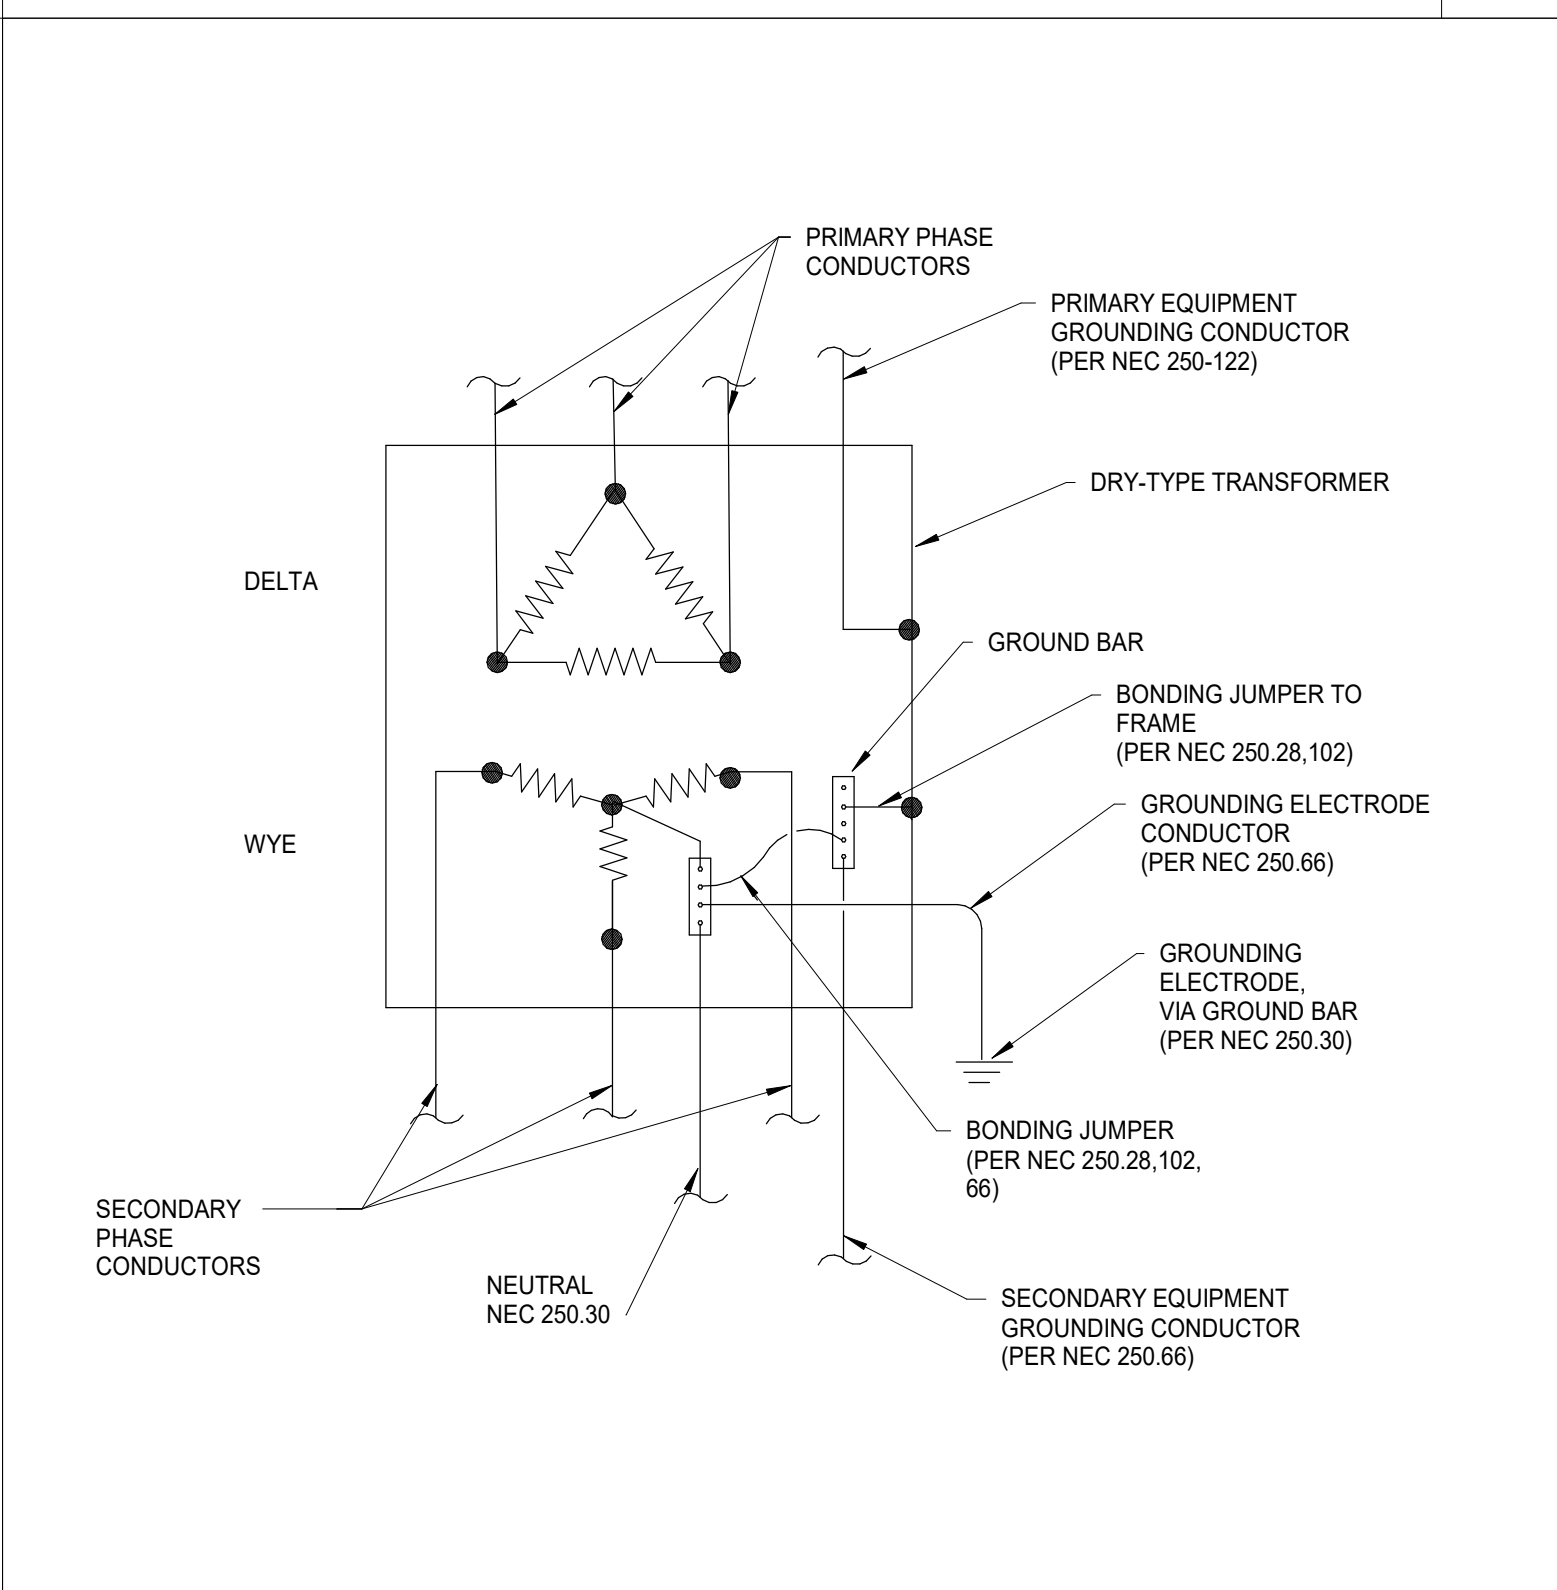 PRIMARY PHASE
CONDUCTORS
PRIMARY EQUIPMENT
GROUNDING CONDUCTOR
(PER NEC 250-122)
DRY-TYPE TRANSFORMER
DELTA
GROUND BAR
BONDING JUMPER TO
FRAME
(PER NEC 250.28,102)
GROUNDING ELECTRODE
CONDUCTOR
(PER NEC 250.66)
WYE
GROUNDING
ELECTRODE,
VIA GROUND BAR
(PER NEC 250.30)
BONDING JUMPER
(PER NEC 250.28,102,
66)
SECONDARY
PHASE
CONDUCTORS
NEUTRAL
NEC 250.30
SECONDARY EQUIPMENT
GROUNDING CONDUCTOR
(PER NEC 250.66)